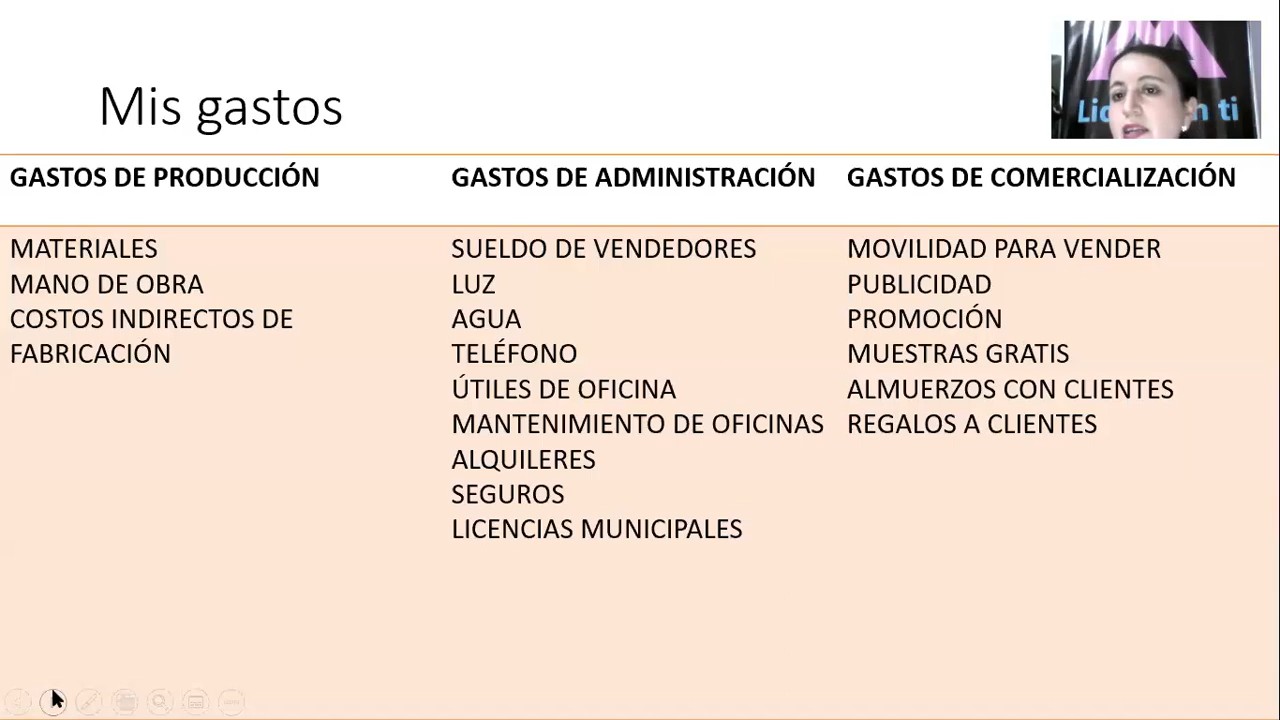 Mis gastos
GASTOS DE PRODUCCIÓN
GASTOS DE ADMINISTRACIÓN
GASTOS DE COMERCIALIZACIÓN
MATERIALES
MANO DE OBRA
COSTOS INDIRECTOS DE
FABRICACIÓN
SUELDO DE VENDEDORES
LUZ
AGUA
TELÉFONO
ÚTILES DE OFICINA
MANTENIMIENTO DE OFICINAS
ALQUILERES
SEGUROS
LICENCIAS MUNICIPALES
MOVILIDAD PARA VENDER
PUBLICIDAD
PROMOCIÓN
MUESTRAS GRATIS
ALMUERZOS CON CLIENTES
REGALOS A CLIENTES
ti